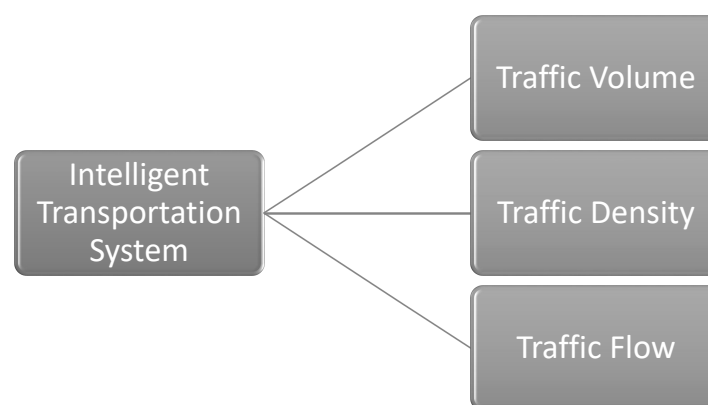 Intelligent
Transportation
System
Traffic Volume
Traffic Density
Traffic Flow